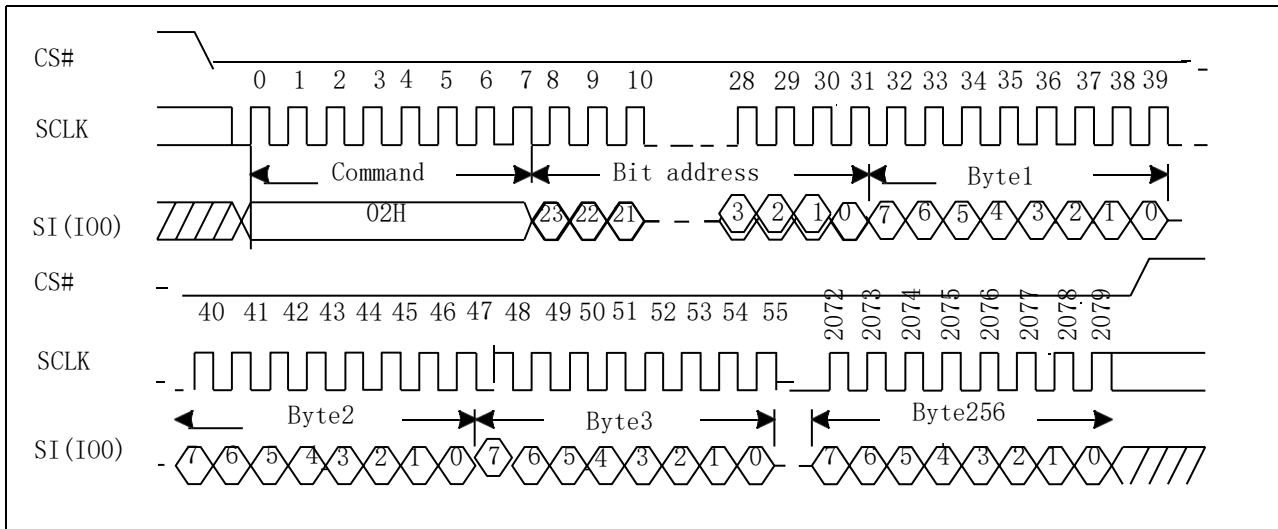 CS#
0 1 2 3 4 5 6 7 8 9 10 28 29 30 31 32 33 34 35 36 37 38 39
SCLK
Command Bit address Byte1
SI(IO0) 02H 23 22 21 3 2 1 0 7 6 5 4 3 2 1 0
CS#
40 41 42 43 44 45 46 47 48 49 50 51 52 53 54 55 2072 2073 2074 2075 2076 2077 2078 2079
SCLK
Byte2 Byte3 Byte256
SI(IO0) 7 6 5 4 3 2 1 0 7 6 5 4 3 2 1 0 7 6 5 4 3 2 1 0